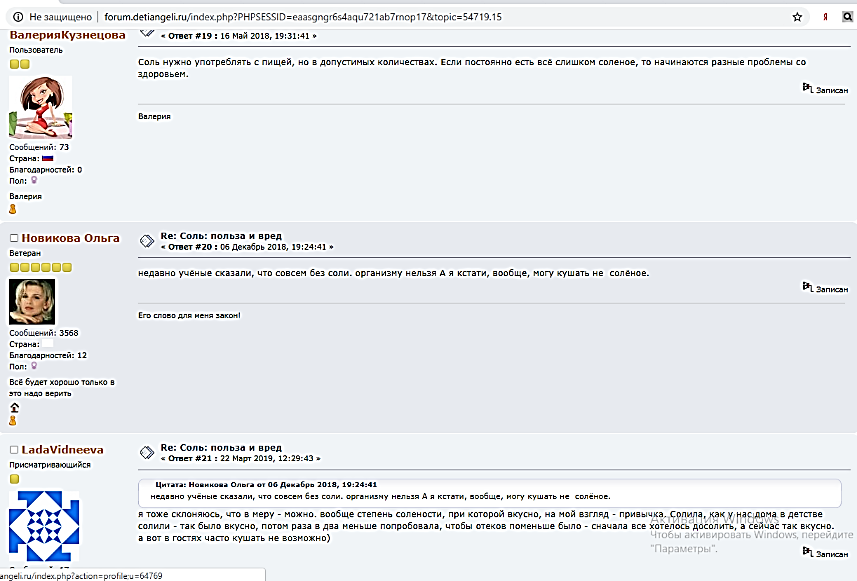 Не защищено | forum.detiangeli.ru/index.php?PHPSESSID=eaasgngr6s4aqu721ab7rnop17&topic=54719.15
ВалерияКузнецова
« Ответ #19 : 16 Май 2018, 19:31:41 »
Пользователь
Соль нужно употреблять с пищей, но в допустимых количествах. Если постоянно есть всё слишком соленое, то начинаются разные проблемы со
здоровьем.
Записан
Валерия
Сообщений: 73
Страна:
Благодарностей: 0
Пол:
Валерия
Новикова Ольга
Re: Соль: польза и вред
« Ответ #20 : 06 Декабрь 2018, 19:24:41 »
Ветеран
недавно учёные сказали, что совсем без соли. организму нельзя А я кстати, вообще, могу кушать не  солёное.
Записан
Его слово для меня закон!
Сообщений: 3568
Страна:
Благодарностей: 12
Пол:
Всё будет хорошо только в
это надо верить
LadaVidneeva
Re: Соль: польза и вред
« Ответ #21 : 22 Март 2019, 12:29:43 »
Присматривающийся
Цитата: Новикова Ольга от 06 Декабрь 2018, 19:24:41
недавно учёные сказали, что совсем без соли. организму нельзя А я кстати, вообще, могу кушать не  солёное.
я тоже склоняюсь, что в меру - можно. вообще степень солености, при которой вкусно, на мой взгляд - привычка. Солила, как у нас дома в детстве
солили - так было вкусно, потом раза в два меньше попробовала, чтобы отеков поменьше было - сначала все хотелось досолить, а сейчас так вкусно.
а вот в гостях часто кушать не возможно)
Активация Windows
Чтобы активировать Windows, перейдите
"Параметры".
Записан
angeli.ru/index.php?action=profile;u=64769